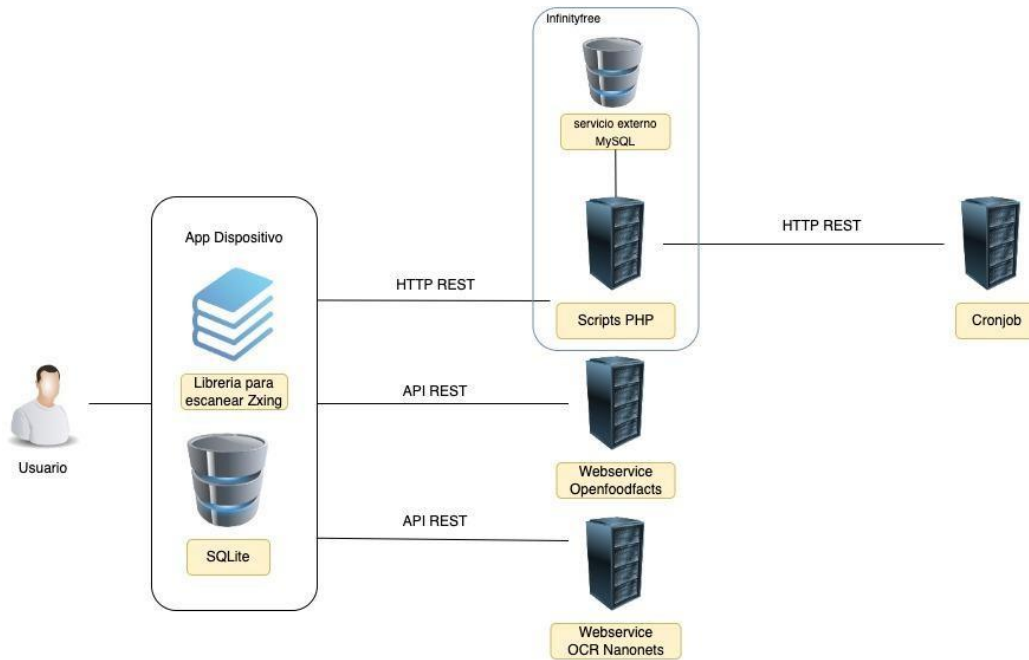 Infinityfree
servicio externo
MySQL
App Dispositivo
HTTP REST
HTTP REST
Scripts PHP
Cronjob
Libreria para
escanear Zxing
API REST
Usuario
Webservice
Openfoodfacts
API REST
SQLite
Webservice
OCR Nanonets